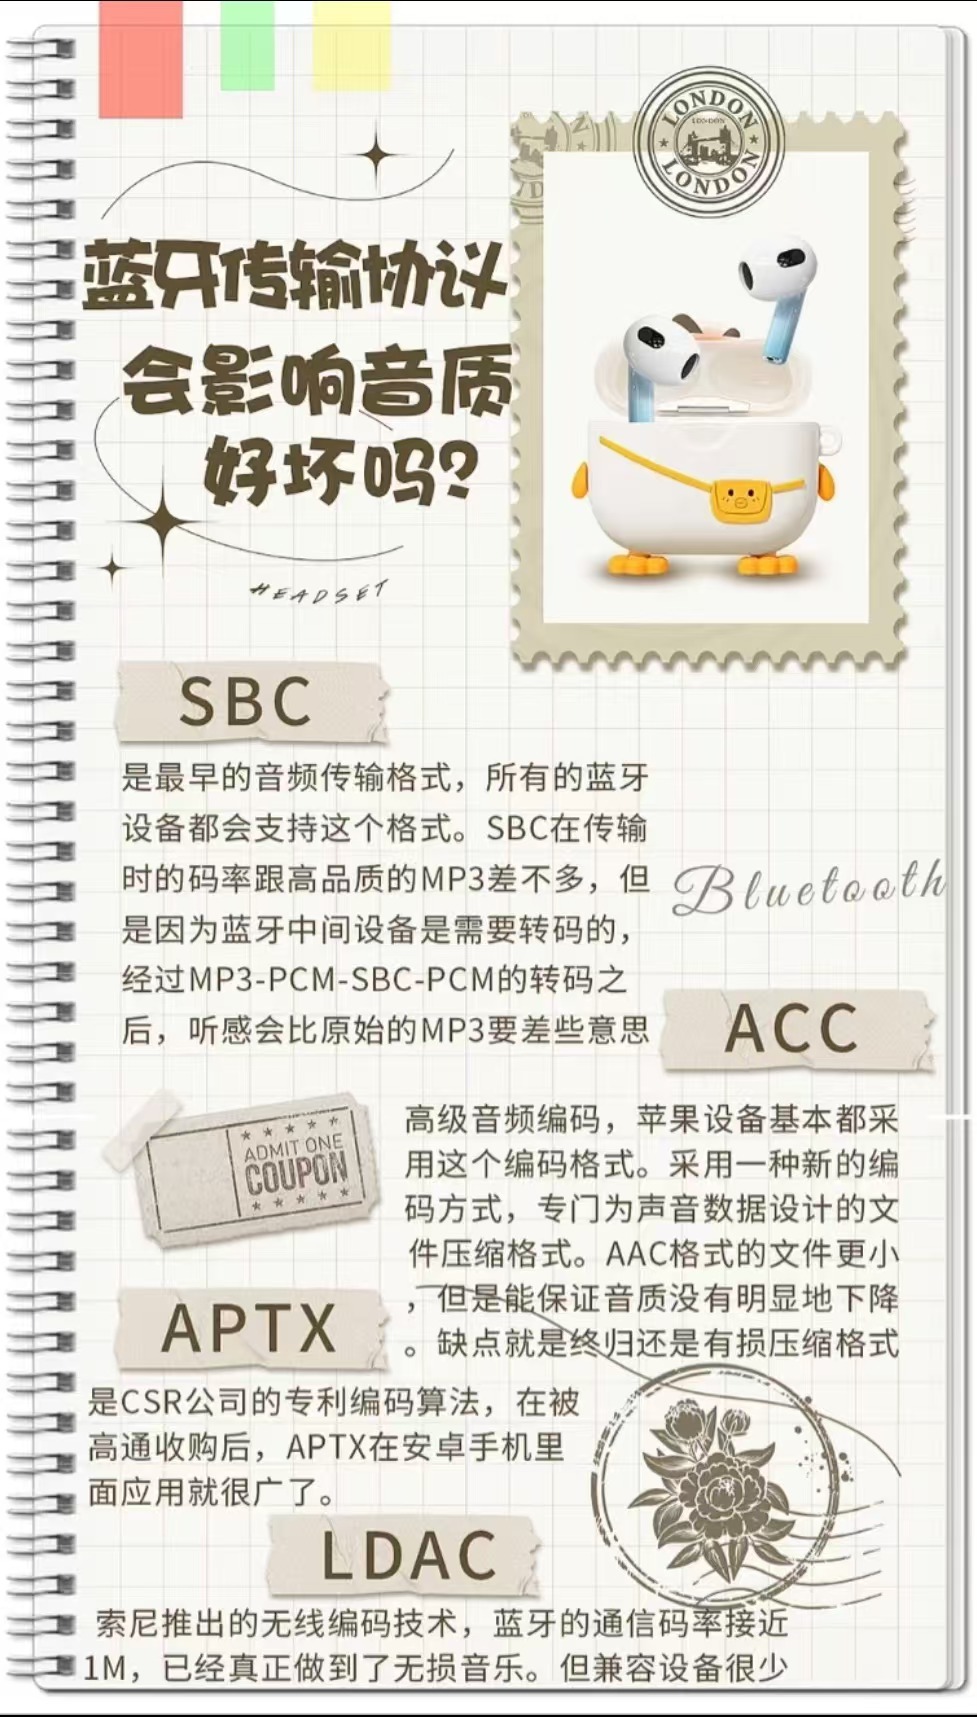 LONDON
LONDON
LONDON
蓝牙传输协议
会影响音质
好坏吗？
HEADSET
SBC
是最早的音频传输格式，所有的蓝牙
设备都会支持这个格式。SBC在传输
时的码率跟高品质的MP3差不多，但
是因为蓝牙中间设备是需要转码的，
经过MP3-PCM-SBC-PCM的转码之
后，听感会比原始的MP3要差些意思
Bluetooth
ACC
高级音频编码，苹果设备基本都采
用这个编码格式。采用一种新的编
码方式，专门为声音数据设计的文
件压缩格式。AAC格式的文件更小
，但是能保证音质没有明显地下降
。缺点就是终归还是有损压缩格式
ADMIT ONE
COUPON
APTX
是CSR公司的专利编码算法，在被
高通收购后，APTX在安卓手机里
面应用就很广了。
LDAC
索尼推出的无线编码技术，蓝牙的通信码率接近
1M，已经真正做到了无损音乐。但兼容设备很少